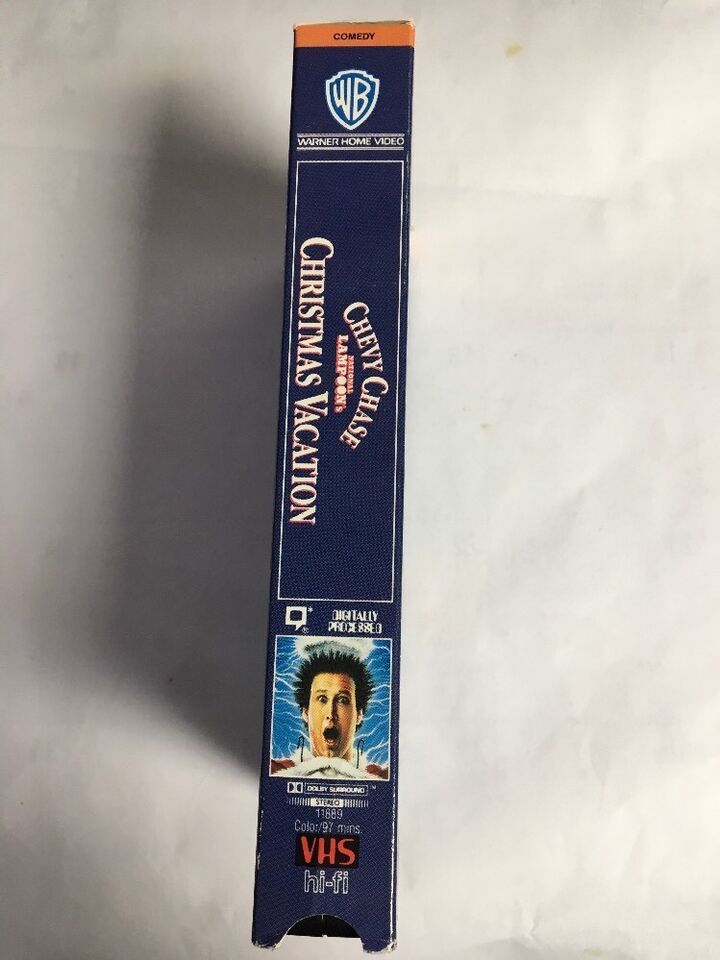 COMEDY
WB
WARNER HOME VIDEO
CHEVY CHASE
NATIONAL
LAMPOON'S
CHRISTMAS VACATION
DIGITALLY
PROCESSED
DOLBY SURROUND ™
STEREO
11889
Color/97 mins.
VHS
hi-fi